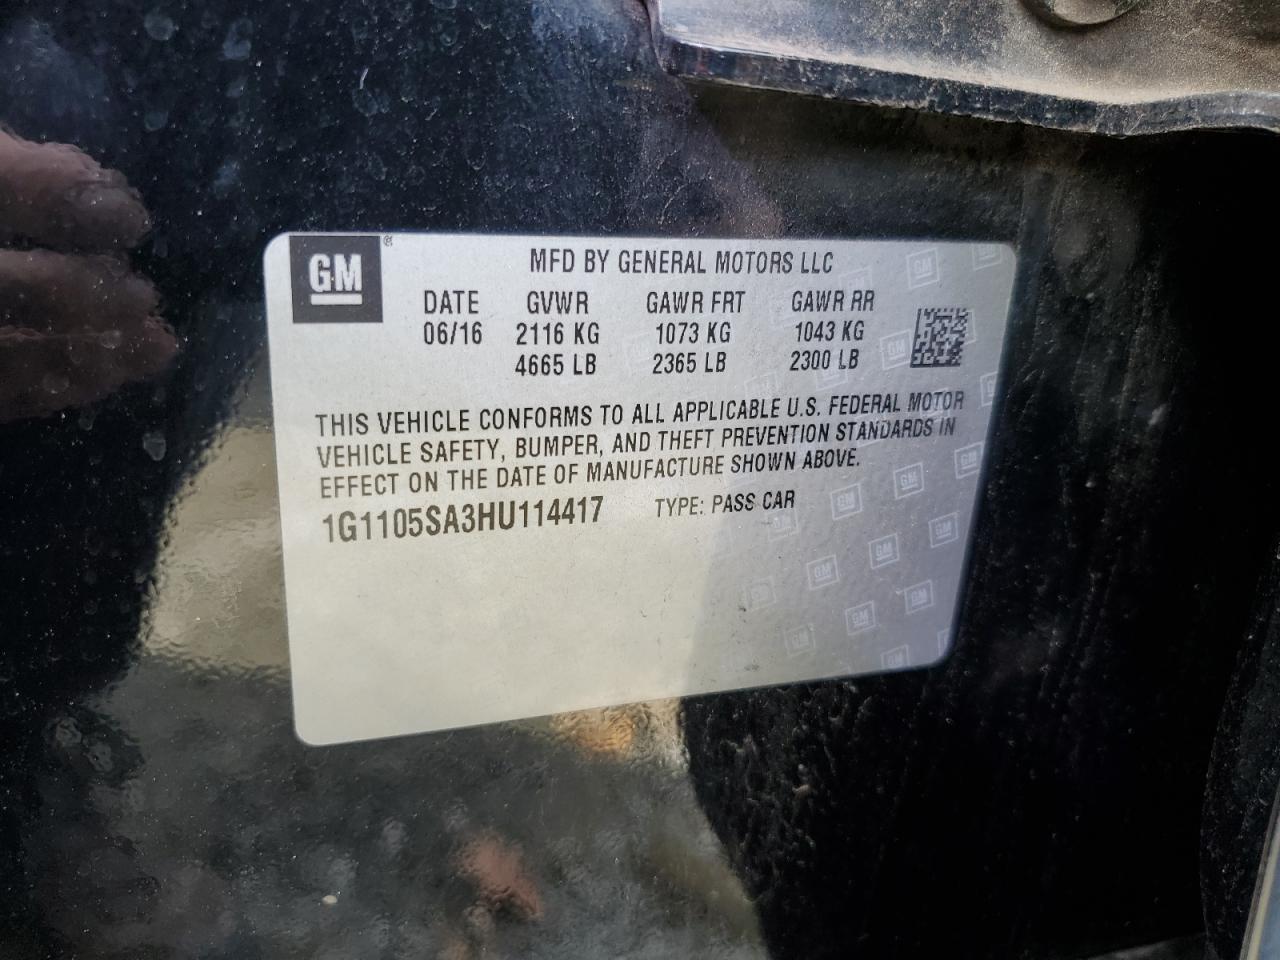 GM
MFD BY GENERAL MOTORS LLC
DATE GVWR GAWR FRT GAWR RR
06/16 2116 KG 1073 KG 1043 KG
4665 LB 2365 LB 2300 LB
THIS VEHICLE CONFORMS TO ALL APPLICABLE U.S. FEDERAL MOTOR
VEHICLE SAFETY, BUMPER, AND THEFT PREVENTION STANDARDS IN
EFFECT ON THE DATE OF MANUFACTURE SHOWN ABOVE.
1G1105SA3HU114417 TYPE: PASS CAR